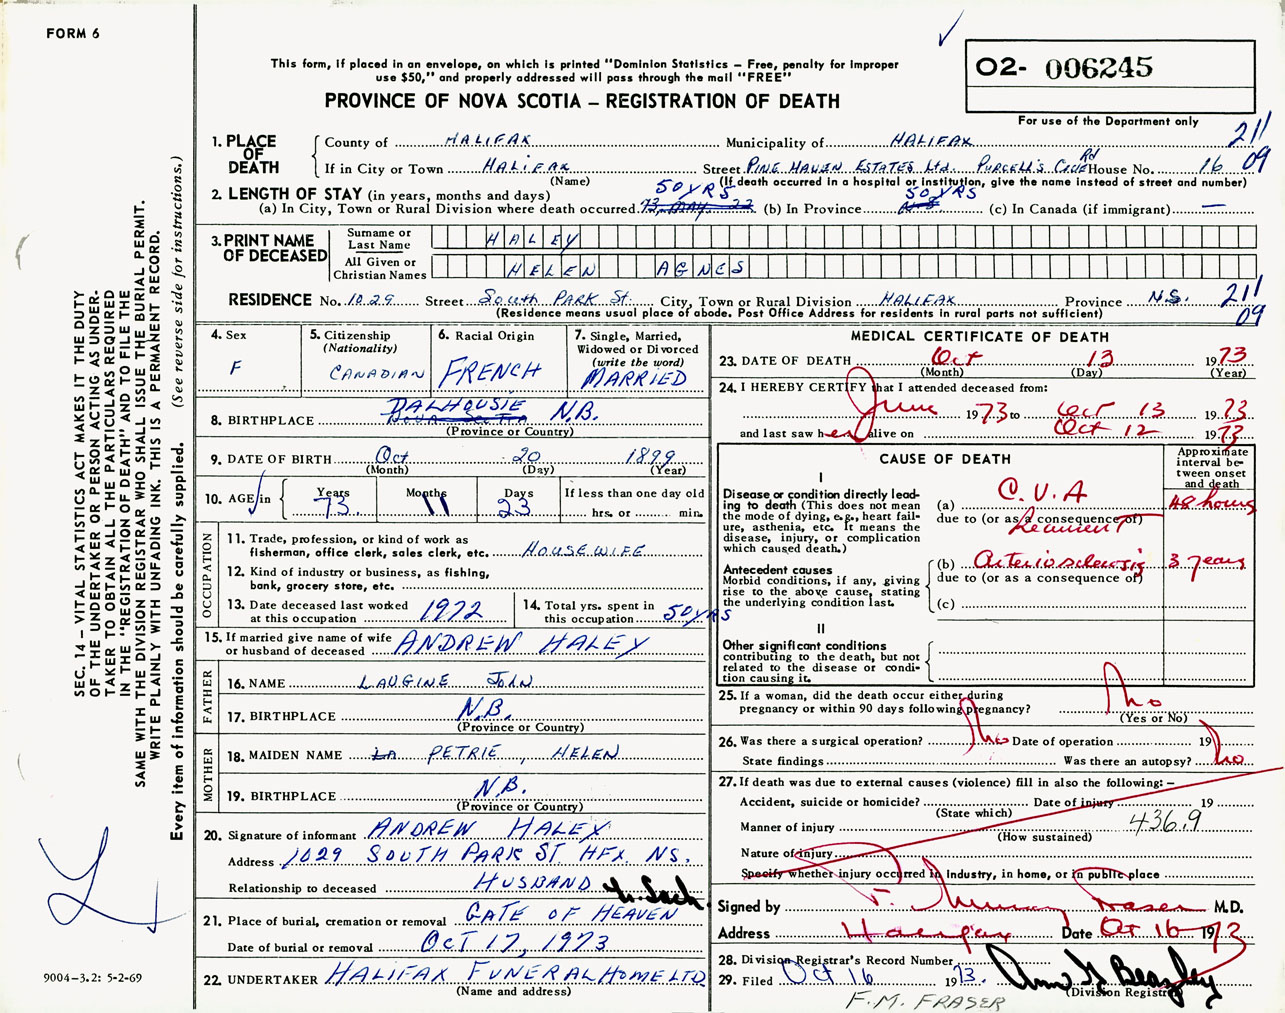 FORM 6
This form, if placed in an envelope, on which is printed "Dominion Statistics – Free, penalty for improper
use $50," and properly addressed will pass through the mail "FREE"
PROVINCE OF NOVA SCOTIA – REGISTRATION OF DEATH
02- 006245
For use of the Department only
211
09
1. PLACE OF DEATH County of HALIFAX Municipality of HALIFAX
If in City or Town HALIFAX (Name) Street PINE HAVEN ESTATES Ltd. PURCELL'S COVE Rd House No. 16
(If death occurred in a hospital or institution, give the name instead of street and number)
2. LENGTH OF STAY (in years, months and days)
(a) In City, Town or Rural Division where death occurred 73, MAY 22 50 YRS (b) In Province N.S. 50 YRS (c) In Canada (if immigrant) —
3. PRINT NAME OF DECEASED
Surname or Last Name HALEY
All Given or Christian Names HELEN AGNES
RESIDENCE No. 1029 Street South PARK St. City, Town or Rural Division HALIFAX Province N.S.
(Residence means usual place of abode. Post Office Address for residents in rural parts not sufficient)
211
09
4. Sex F
5. Citizenship (Nationality) CANADIAN
6. Racial Origin FRENCH
7. Single, Married, Widowed or Divorced (write the word) MARRIED
8. BIRTHPLACE DALHOUSIE N.B. NOVA SCOTIA
(Province or Country)
9. DATE OF BIRTH Oct (Month) 20 (Day) 1899 (Year)
10. AGE in Years 73 Months 11 Days 23 If less than one day old hrs. or min.
OCCUPATION
11. Trade, profession, or kind of work as fisherman, office clerk, sales clerk, etc. HOUSEWIFE
12. Kind of industry or business, as fishing, bank, grocery store, etc.
13. Date deceased last worked at this occupation 1972
14. Total yrs. spent in this occupation 50 YRS
15. If married give name of wife or husband of deceased ANDREW HALEY
FATHER
16. NAME LAUGINE JOHN
17. BIRTHPLACE N.B.
(Province or Country)
MOTHER
18. MAIDEN NAME LA PETRIE, HELEN
19. BIRTHPLACE N.B.
(Province or Country)
20. Signature of informant ANDREW HALEY
Address 1029 SOUTH PARK ST HFX NS.
Relationship to deceased HUSBAND
21. Place of burial, cremation or removal GATE OF HEAVEN
Date of burial or removal OCT 17, 1973
22. UNDERTAKER HALIFAX FUNERAL HOME LTD
(Name and address)
MEDICAL CERTIFICATE OF DEATH
23. DATE OF DEATH Oct (Month) 13 (Day) 1973 (Year)
24. I HEREBY CERTIFY that I attended deceased from:
June 1973 to Oct 13 1973
and last saw her alive on Oct 12 1973
CAUSE OF DEATH
Approximate interval between onset and death
I
Disease or condition directly leading to death (This does not mean the mode of dying, e.g., heart failure, asthenia, etc. It means the disease, injury, or complication which caused death.)
(a) C.V.A 48 hours
due to (or as a consequence of)
Antecedent causes
Morbid conditions, if any, giving rise to the above cause, stating the underlying condition last.
(b) Arteriosclerosis 3 years
due to (or as a consequence of)
(c)
II
Other significant conditions contributing to the death, but not related to the disease or condition causing it.
25. If a woman, did the death occur either during pregnancy or within 90 days following pregnancy? no
(Yes or No)
26. Was there a surgical operation? no Date of operation 19
State findings Was there an autopsy? no
27. If death was due to external causes (violence) fill in also the following:–
Accident, suicide or homicide? (State which) Date of injury 19
Manner of injury (How sustained) 436.9
Nature of injury
Specify whether injury occurred in Industry, in home, or in public place
Signed by F. Murray Fraser M.D.
Address Halifax Date Oct 16 1973
28. Division Registrar's Record Number
29. Filed Oct 16 1973.
(Division Registrar)
F.M. FRASER
SEC. 14 – VITAL STATISTICS ACT MAKES IT THE DUTY
OF THE UNDERTAKER OR PERSON ACTING AS UNDER-
TAKER TO OBTAIN ALL THE PARTICULARS REQUIRED
IN THE "REGISTRATION OF DEATH" AND TO FILE THE
SAME WITH THE DIVISION REGISTRAR WHO SHALL ISSUE THE BURIAL PERMIT.
WRITE PLAINLY WITH UNFADING INK. THIS IS A PERMANENT RECORD.
Every item of information should be carefully supplied. (See reverse side for instructions.)
9004-3.2: 5-2-69